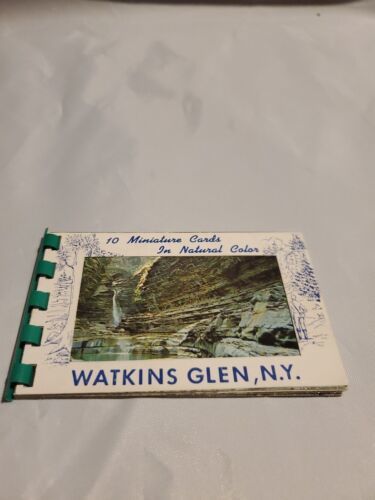 10 Miniature Cards
In Natural Color
WATKINS GLEN, N.Y.